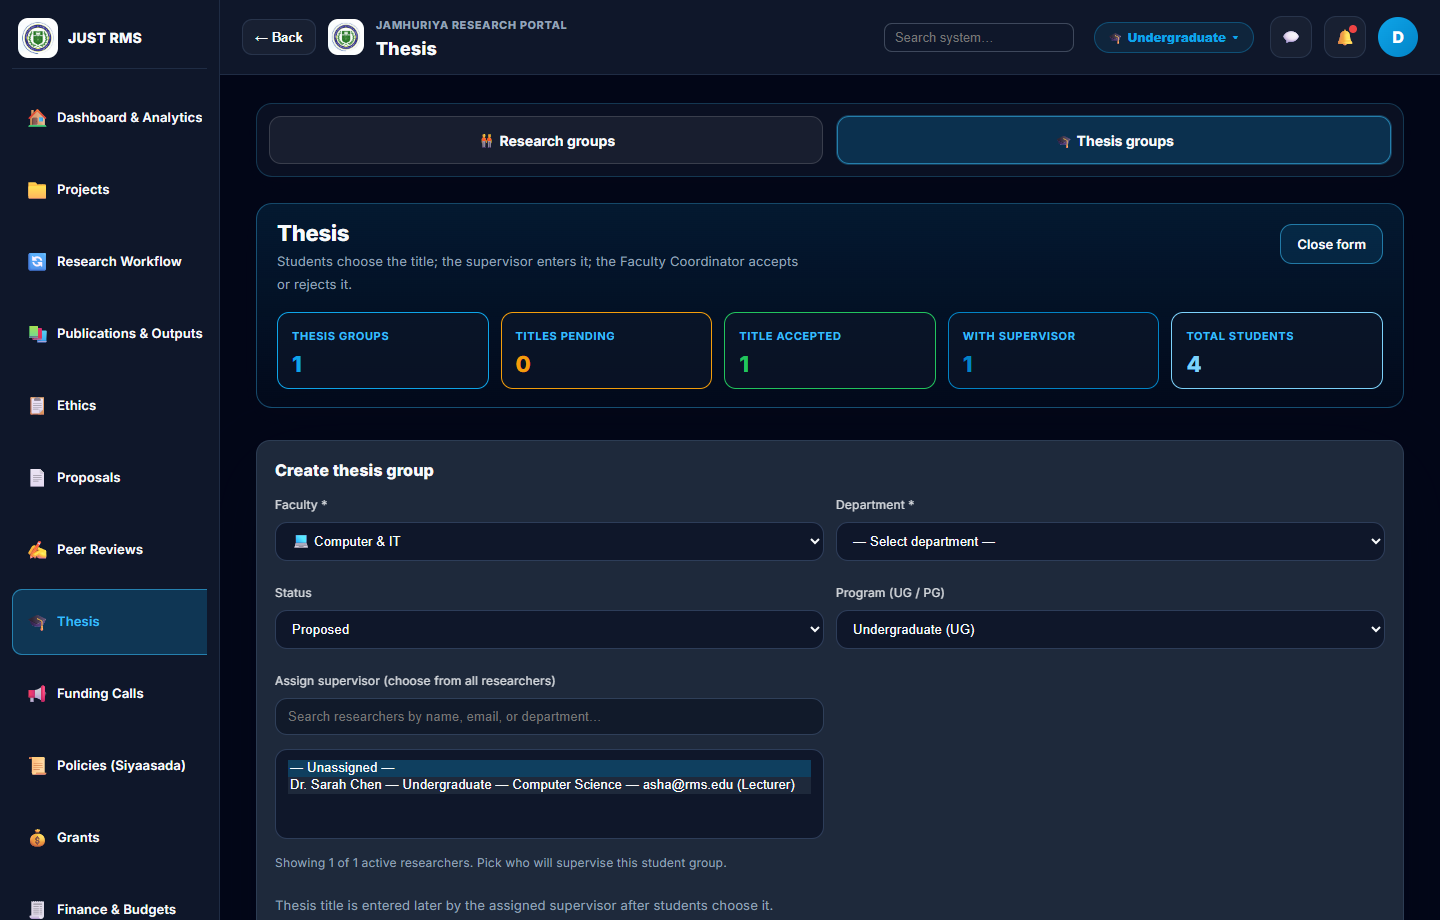 JUST RMS
Dashboard & Analytics
Projects
Research Workflow
Publications & Outputs
Ethics
Proposals
Peer Reviews
Thesis
Funding Calls
Policies (Siyaasada)
Grants
Finance & Budgets
← Back
JAMHURIYA RESEARCH PORTAL
Thesis
Search system...
Undergraduate
D
Research groups
Thesis groups
Thesis
Students choose the title; the supervisor enters it; the Faculty Coordinator accepts
or rejects it.
Close form
THESIS GROUPS
1
TITLES PENDING
0
TITLE ACCEPTED
1
WITH SUPERVISOR
1
TOTAL STUDENTS
4
Create thesis group
Faculty *
Computer & IT
Department *
— Select department —
Status
Proposed
Program (UG / PG)
Undergraduate (UG)
Assign supervisor (choose from all researchers)
Search researchers by name, email, or department...
— Unassigned —
Dr. Sarah Chen — Undergraduate — Computer Science — asha@rms.edu (Lecturer)
Showing 1 of 1 active researchers. Pick who will supervise this student group.
Thesis title is entered later by the assigned supervisor after students choose it.